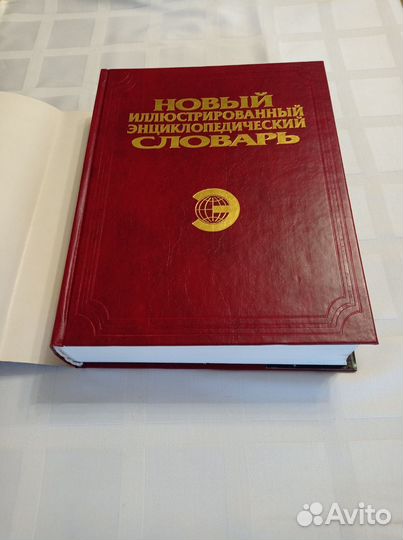 НОВЫЙ
ИЛЛЮСТРИРОВАННЫЙ
ЭНЦИКЛОПЕДИЧЕСКИЙ
СЛОВАРЬ
Э
Avito